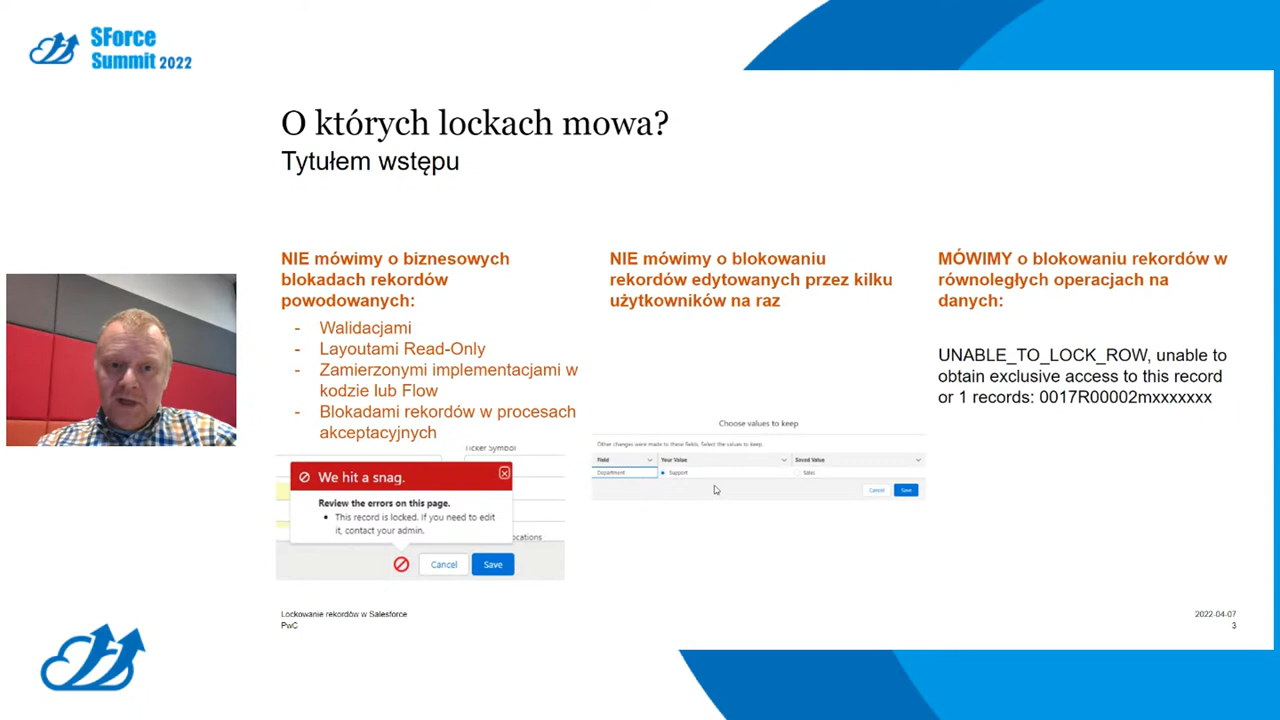 SForce
Summit 2022
O których lockach mowa?
Tytułem wstępu
NIE mówimy o biznesowych
blokadach rekordów
powodowanych:
- Walidacjami
- Layoutami Read-Only
- Zamierzonymi implementacjami w
kodzie lub Flow
- Blokadami rekordów w procesach
akceptacyjnych
Ticker Symbol
We hit a snag.
Review the errors on this page.
• This record is locked. If you need to edit
it, contact your admin.
ocations
Cancel
Save
NIE mówimy o blokowaniu
rekordów edytowanych przez kilku
użytkowników na raz
Choose values to keep
Other changes were made to these fields. Select the values to keep.
Field Your Value Saved Value
Department Support Sales
Cancel Save
MÓWIMY o blokowaniu rekordów w
równoległych operacjach na
danych:
UNABLE_TO_LOCK_ROW, unable to
obtain exclusive access to this record
or 1 records: 0017R00002mxxxxxxx
Lockowanie rekordów w Salesforce
PwC
2022-04-07
3